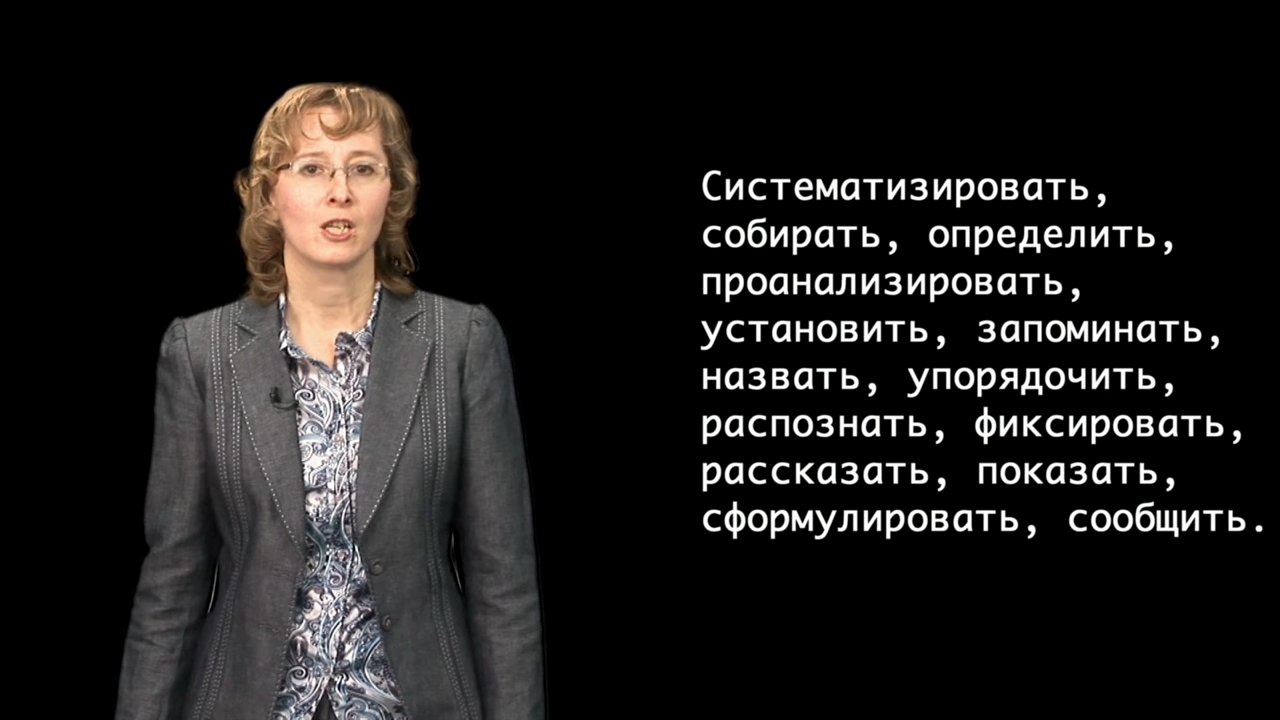 Систематизировать,
собирать, определить,
проанализировать,
установить, запоминать,
назвать, упорядочить,
распознать, фиксировать,
рассказать, показать,
сформулировать, сообщить.